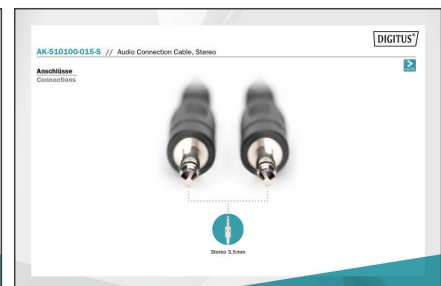 DIGITUS®
AK-510100-015-S // Audio Connection Cable, Stereo
Anschlüsse
Connections
Stereo 3.5mm